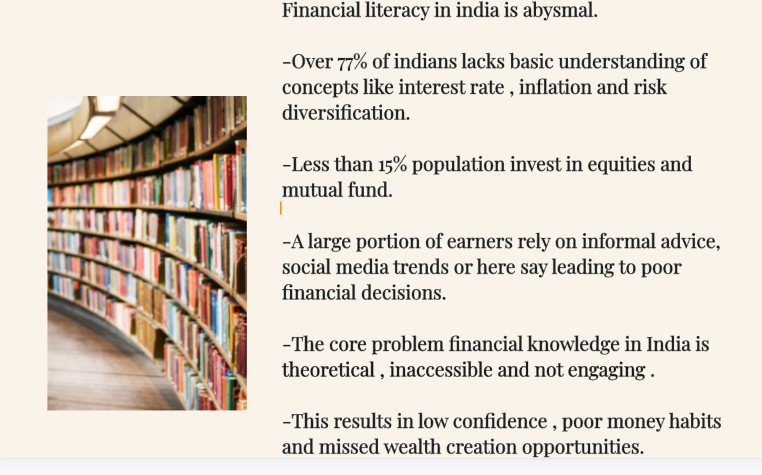 Financial literacy in india is abysmal.
-Over 77% of indians lacks basic understanding of
concepts like interest rate , inflation and risk
diversification.
-Less than 15% population invest in equities and
mutual fund.
-A large portion of earners rely on informal advice,
social media trends or here say leading to poor
financial decisions.
-The core problem financial knowledge in India is
theoretical , inaccessible and not engaging .
-This results in low confidence , poor money habits
and missed wealth creation opportunities.